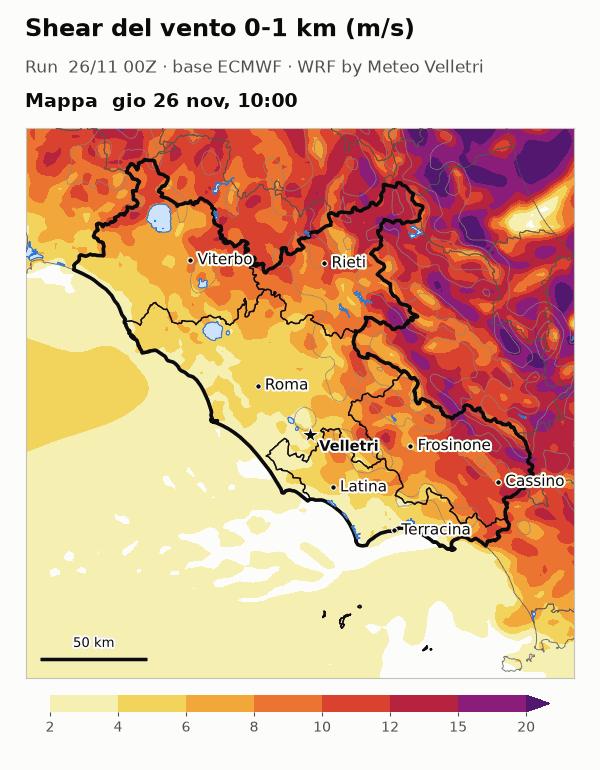 Shear del vento 0-1 km (m/s)
Run  26/11 00Z · base ECMWF · WRF by Meteo Velletri
Mappa  gio 26 nov, 10:00
Viterbo
Rieti
Roma
Velletri
Frosinone
Latina
Cassino
Terracina
50 km
2 4 6 8 10 12 15 20